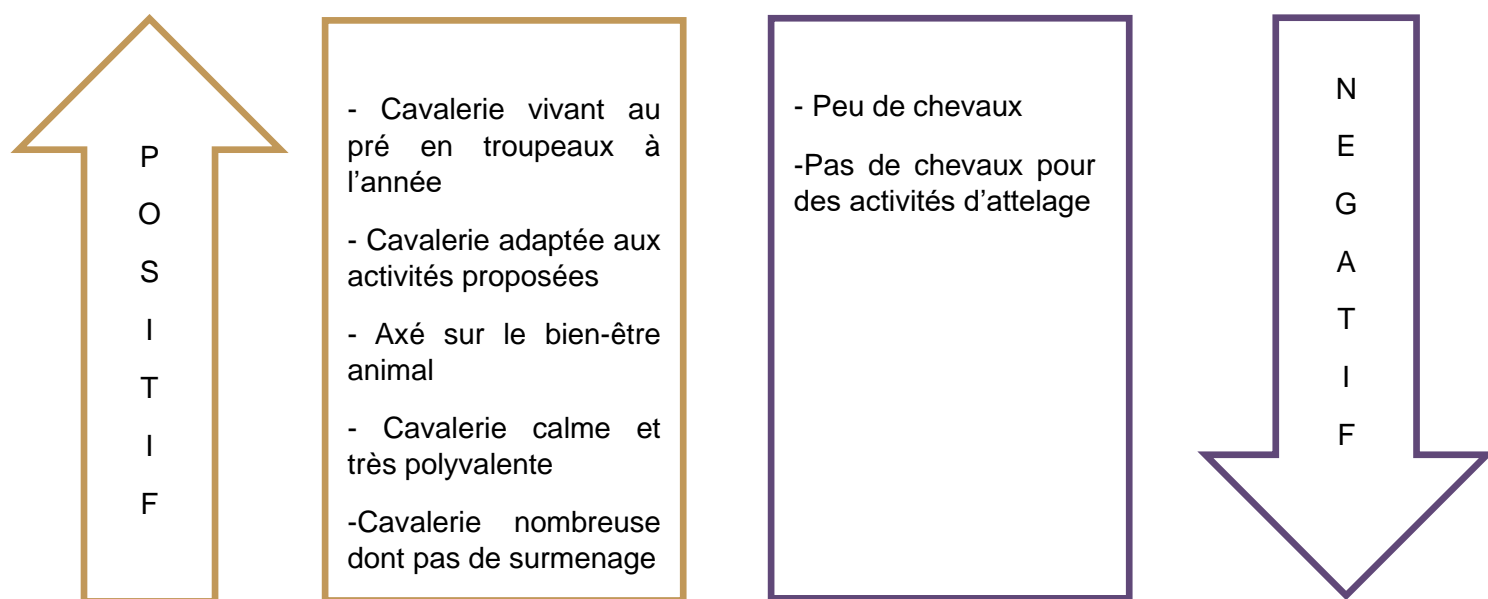 P
O
S
I
T
I
F
- Cavalerie vivant au
pré en troupeaux à
l’année
- Cavalerie adaptée aux
activités proposées
- Axé sur le bien-être
animal
- Cavalerie calme et
très polyvalente
-Cavalerie nombreuse
dont pas de surmenage
- Peu de chevaux
-Pas de chevaux pour
des activités d’attelage
N
E
G
A
T
I
F